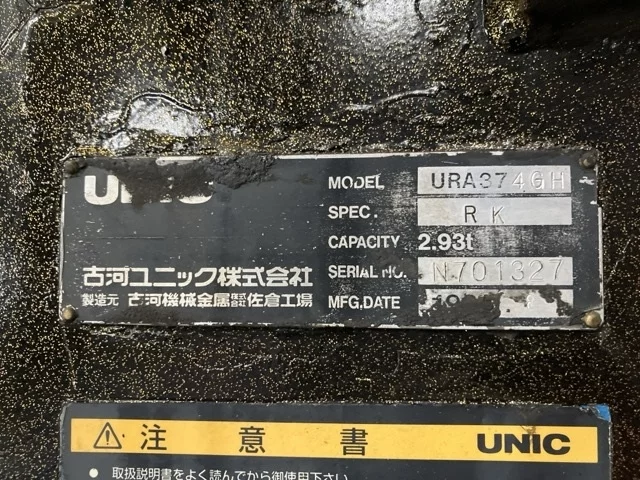 UNIC
MODEL URA374GH
SPEC. RK
CAPACITY 2.93t
SERIAL NO. N701327
MFG.DATE
古河ユニック株式会社
製造元 古河機械金属株式会社佐倉工場
注意書 UNIC
● 取扱説明書をよく読んでから御使用下さい